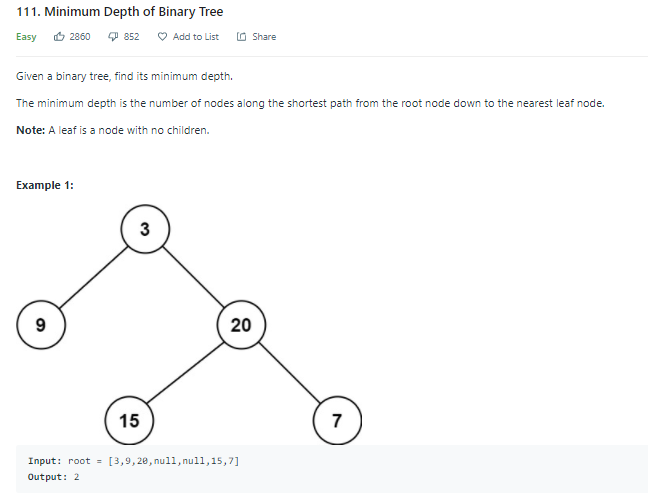 111. Minimum Depth of Binary Tree
Easy 2860 852 Add to List Share
Given a binary tree, find its minimum depth.
The minimum depth is the number of nodes along the shortest path from the root node down to the nearest leaf node.
Note: A leaf is a node with no children.
Example 1:
3
9 20
15 7
Input: root = [3,9,20,null,null,15,7]
Output: 2